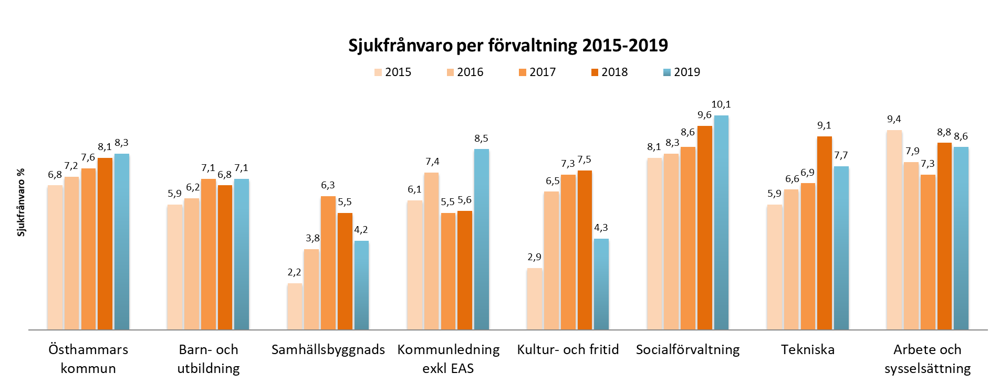 Sjukfrånvaro per förvaltning 2015-2019
2015 2016 2017 2018 2019
Sjukfrånvaro %
6,8 7,2 7,6 8,1 8,3
5,9 6,2 7,1 6,8 7,1
2,2 3,8 6,3 5,5 4,2
6,1 7,4 5,5 5,6 8,5
2,9 6,5 7,3 7,5 4,3
8,1 8,3 8,6 9,6 10,1
5,9 6,6 6,9 9,1 7,7
9,4 7,9 7,3 8,8 8,6
Östhammars
kommun
Barn- och
utbildning
Samhällsbyggnads
Kommunledning
exkl EAS
Kultur- och fritid
Socialförvaltning
Tekniska
Arbete och
sysselsättning